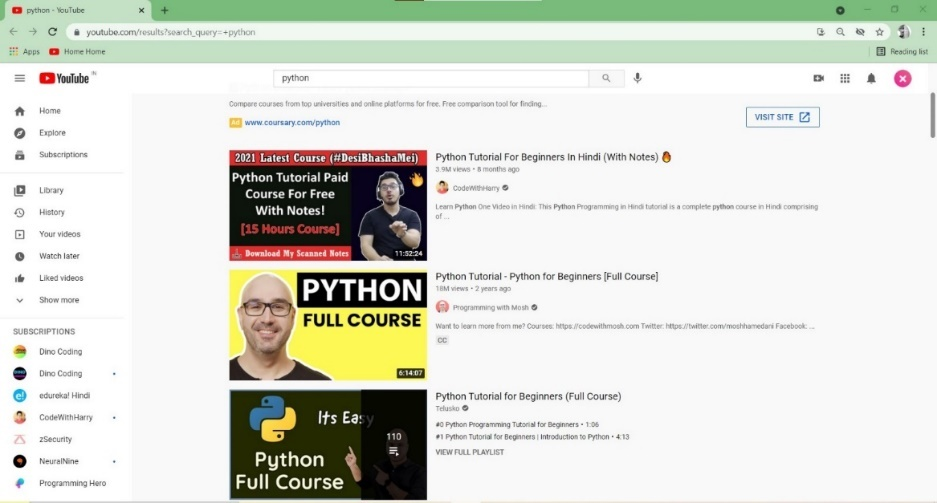 python - YouTube
youtube.com/results?search_query=+python
Apps
Home Home
Reading list
YouTube IN
python
Home
Explore
Subscriptions
Library
History
Your videos
Watch later
Liked videos
Show more
SUBSCRIPTIONS
Dino Coding
Dino Coding
edureka! Hindi
CodeWithHarry
zSecurity
NeuralNine
Programming Hero
Compare courses from top universities and online platforms for free. Free comparison tool for finding...
Ad www.coursary.com/python
VISIT SITE
2021 Latest Course (#DesiBhashaMei)
Python Tutorial Paid
Course For Free
With Notes!
[15 Hours Course]
Download My Scanned Notes
11:52:24
Python Tutorial For Beginners In Hindi (With Notes) 🔥
3.9M views • 8 months ago
CodeWithHarry
Learn Python One Video in Hindi: This Python Programming in Hindi tutorial is a complete python course in Hindi comprising
of ...
PYTHON
FULL COURSE
6:14:07
Python Tutorial - Python for Beginners [Full Course]
18M views • 2 years ago
Programming with Mosh
Want to learn more from me? Courses: https://codewithmosh.com Twitter: https://twitter.com/moshhamedani Facebook: ...
CC
Its Easy
Python
Full Course
110
Python Tutorial for Beginners (Full Course)
Telusko
#0 Python Programming Tutorial for Beginners • 1:06
#1 Python Tutorial for Beginners | Introduction to Python • 4:13
VIEW FULL PLAYLIST